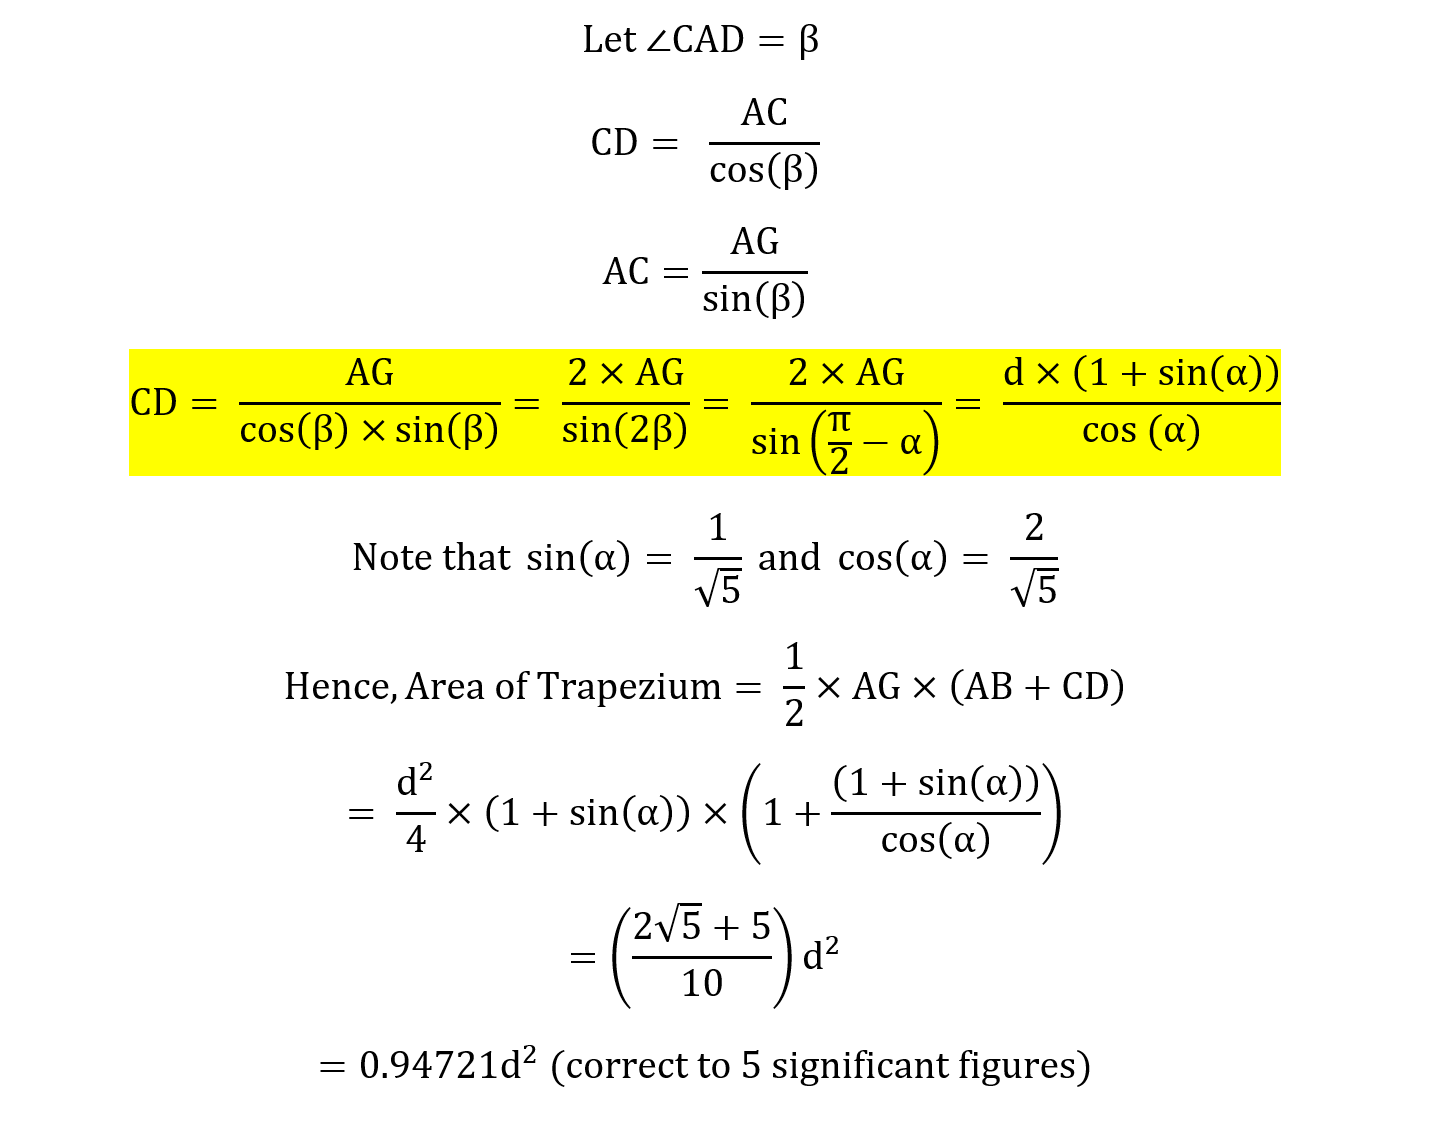 Let ∠CAD = β
CD = AC/cos(β)
AC = AG/sin(β)
CD = AG/(cos(β) × sin(β)) = (2 × AG)/sin(2β) = (2 × AG)/sin(π/2 − α) = (d × (1 + sin(α)))/cos (α)
Note that sin(α) = 1/√5 and cos(α) = 2/√5
Hence, Area of Trapezium = 1/2 × AG × (AB + CD)
= d²/4 × (1 + sin(α)) × (1 + (1 + sin(α))/cos(α))
= ((2√5 + 5)/10) d²
= 0.94721d² (correct to 5 significant figures)